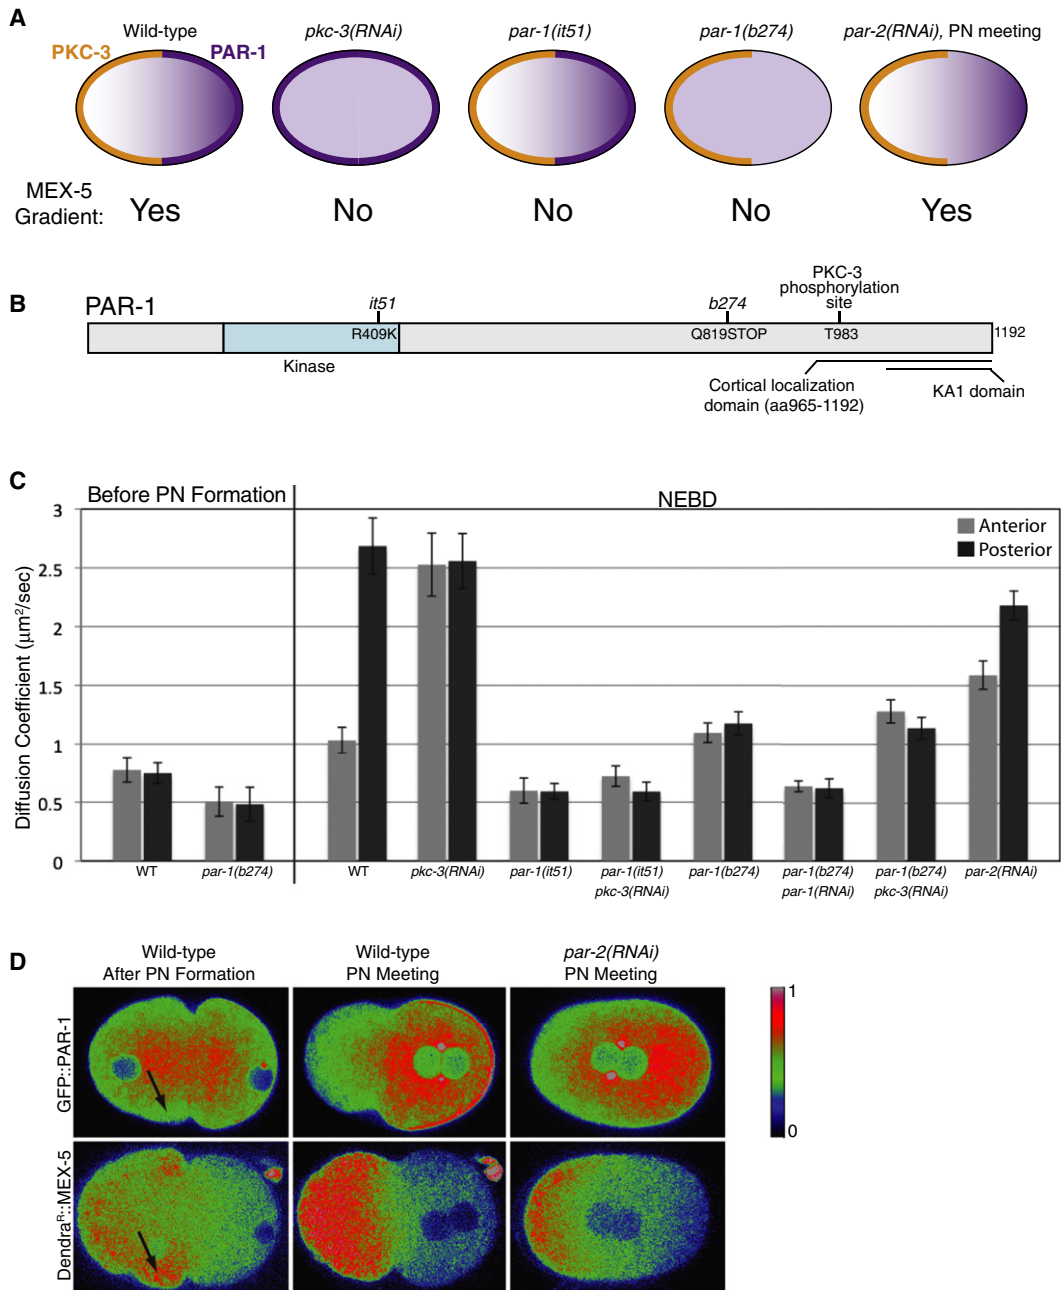 A
Wild-type
pkc-3(RNAi)
par-1(it51)
par-1(b274)
par-2(RNAi), PN meeting
PKC-3
PAR-1
MEX-5
Gradient:
Yes
No
No
No
Yes
B
PAR-1
it51
b274
PKC-3
phosphorylation
site
R409K
Q819STOP
T983
1192
Kinase
Cortical localization
domain (aa965-1192)
KA1 domain
C
Before PN Formation
NEBD
Anterior
Posterior
Diffusion Coefficient (µm²/sec)
3
2.5
2
1.5
1
0.5
0
WT
par-1(b274)
WT
pkc-3(RNAi)
par-1(it51)
par-1(it51)
pkc-3(RNAi)
par-1(b274)
par-1(b274)
par-1(RNAi)
par-1(b274)
pkc-3(RNAi)
par-2(RNAi)
D
Wild-type
After PN Formation
Wild-type
PN Meeting
par-2(RNAi)
PN Meeting
GFP::PAR-1
Dendraᴿ::MEX-5
1
0